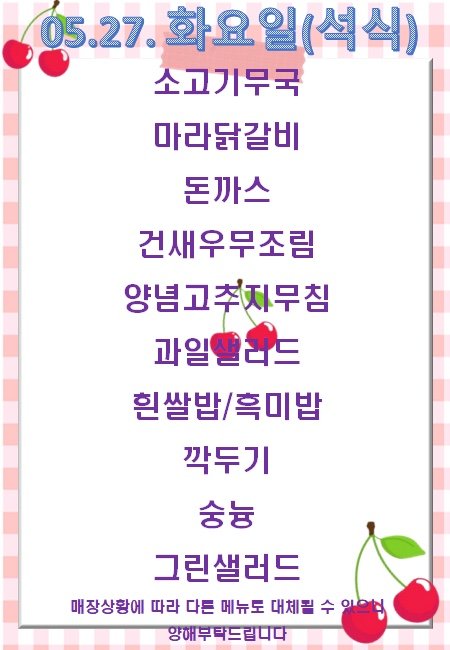 05.27. 화요일(석식)
소고기무국
마라닭갈비
돈까스
건새우무조림
양념고추지무침
과일샐러드
흰쌀밥/흑미밥
깍두기
숭늉
그린샐러드
매장상황에 따라 다른 메뉴로 대체될 수 있으니
양해부탁드립니다